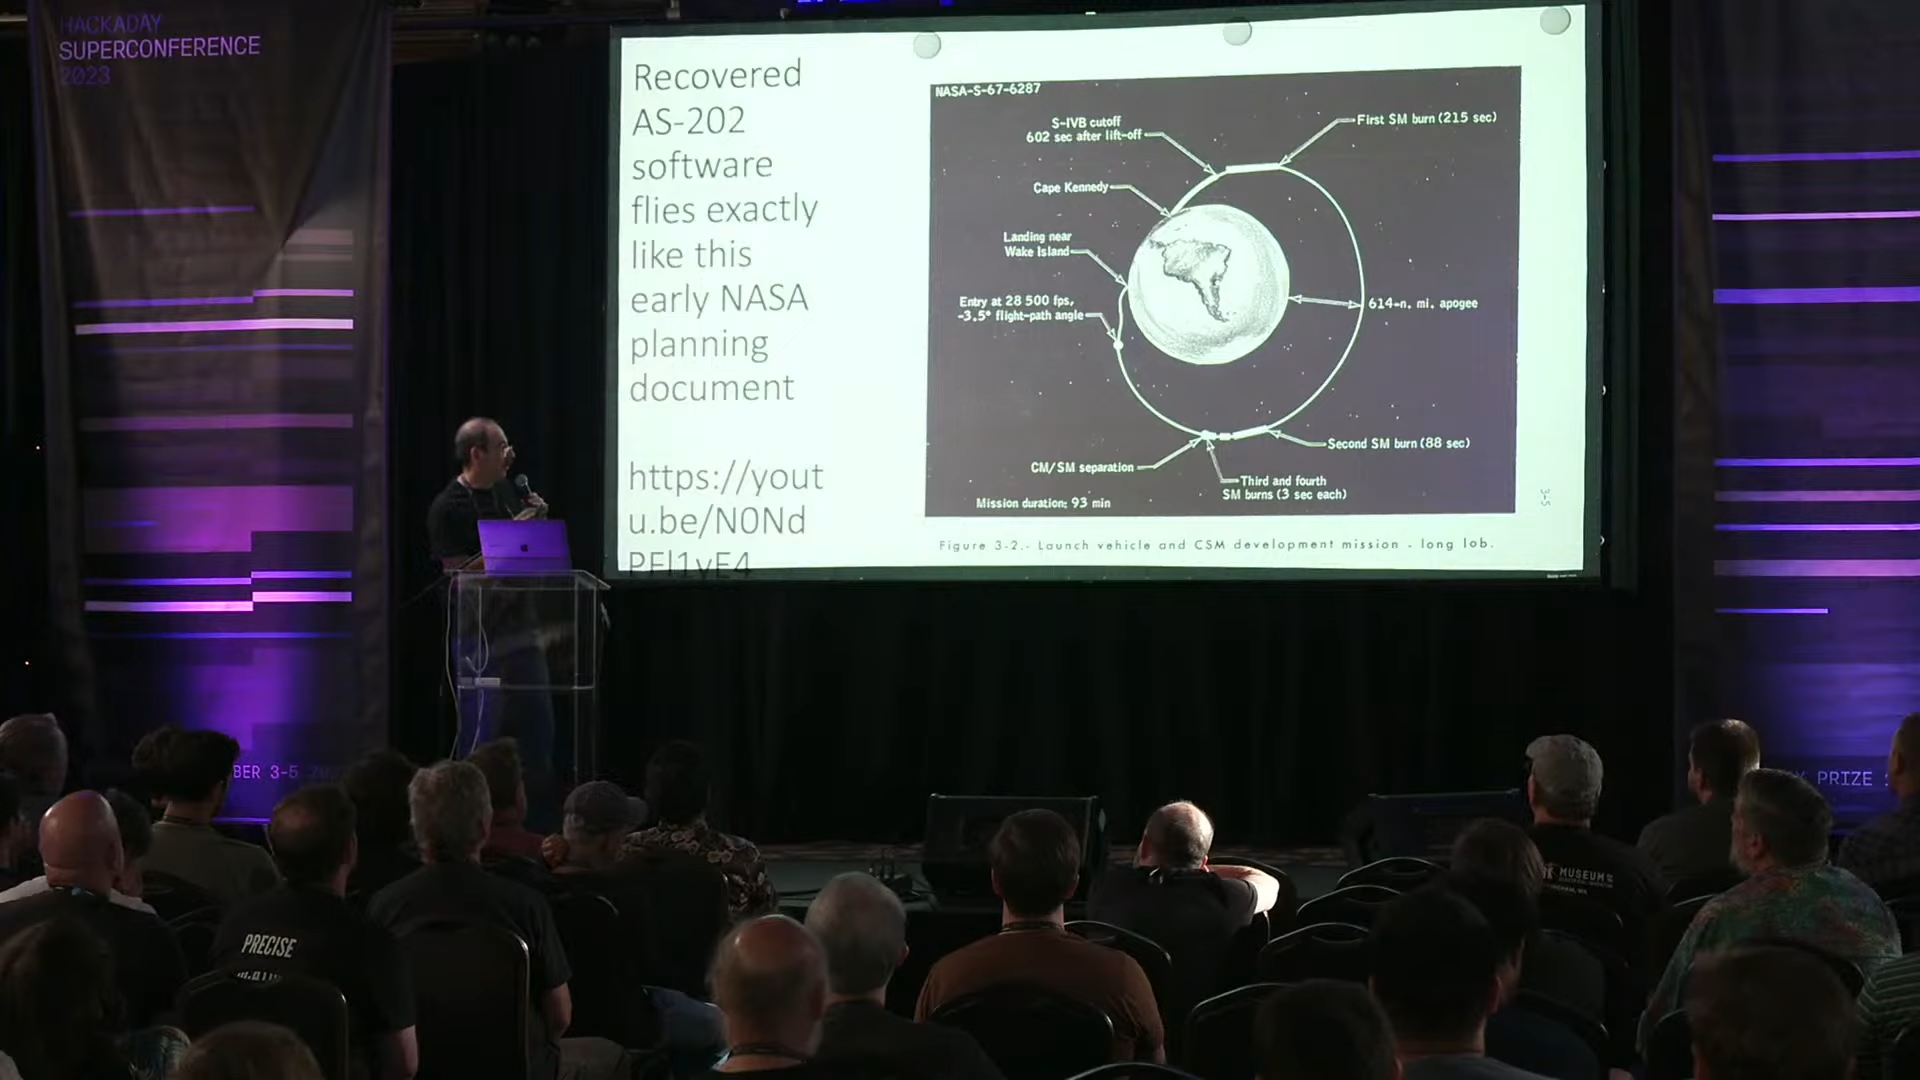 HACKADAY
SUPERCONFERENCE
2023
Recovered
AS-202
software
flies exactly
like this
early NASA
planning
document
https://yout
u.be/N0Nd
PFl1vE4
NASA-S-67-6287
S-IVB cutoff
602 sec after lift-off
First SM burn (215 sec)
Cape Kennedy
Landing near
Wake Island
Entry at 28 500 fps,
-3.5° flight-path angle
614-n. mi. apogee
Second SM burn (88 sec)
CM/SM separation
Third and fourth
SM burns (3 sec each)
Mission duration: 93 min
3-5
Figure 3-2.- Launch vehicle and CSM development mission - long lob.
BER 3-5
PRIZE
PRECISE
MUSEUM